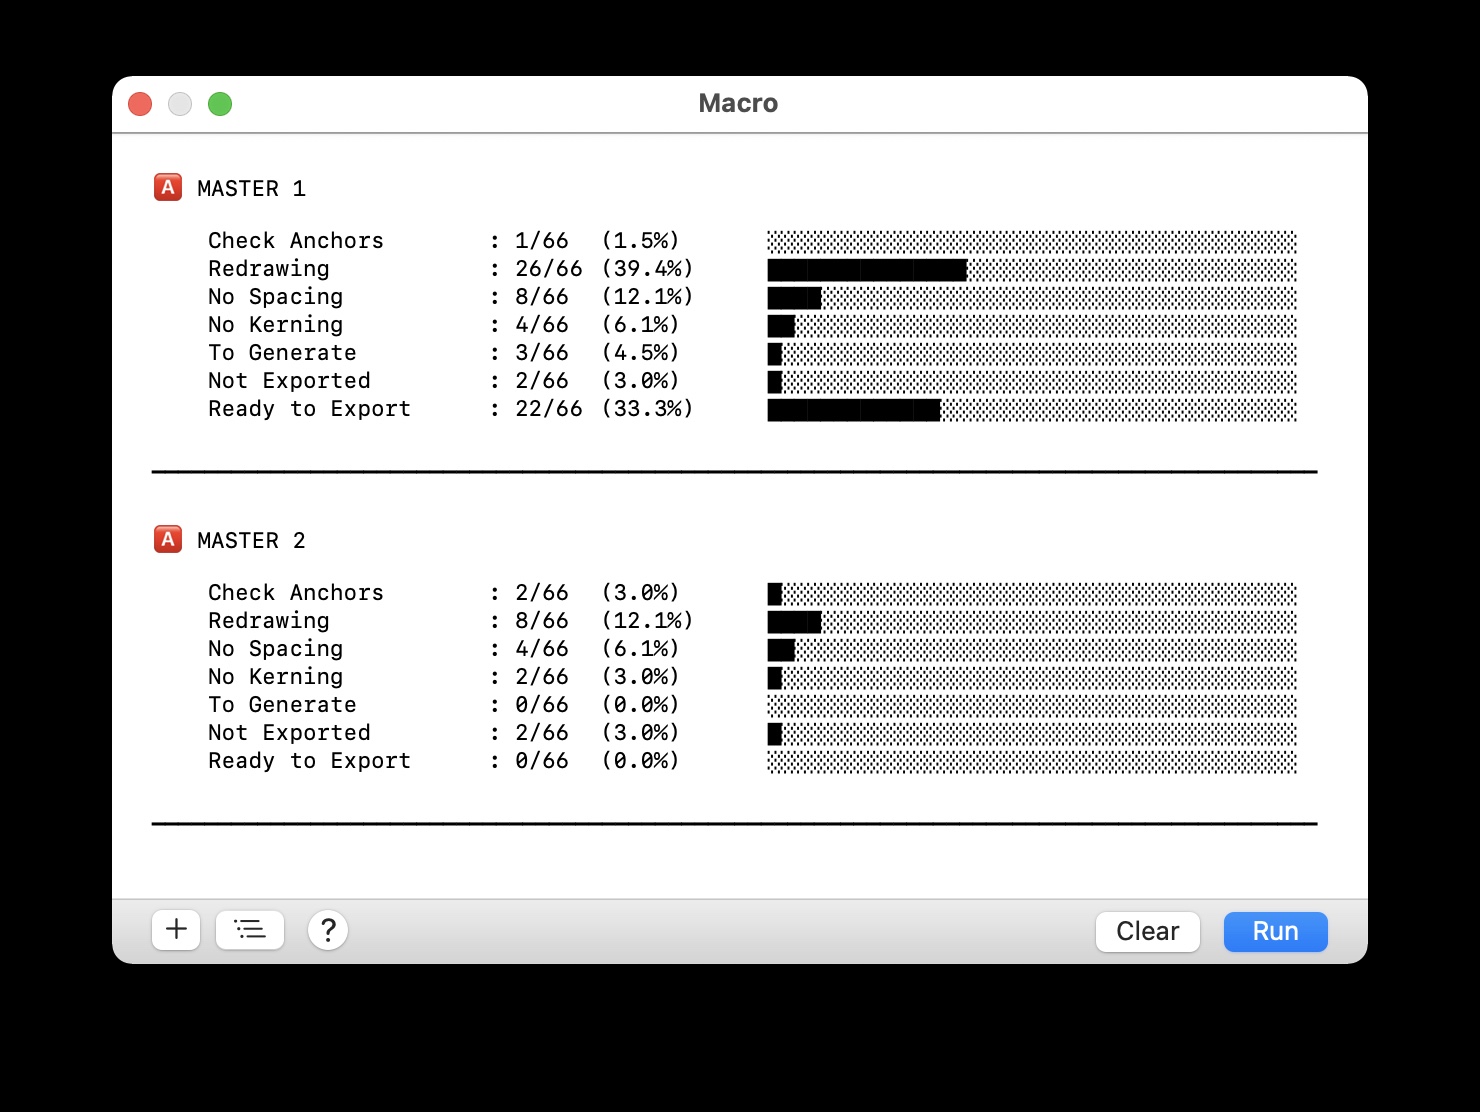 Macro
🅰 MASTER 1
Check Anchors : 1/66 (1.5%)
Redrawing : 26/66 (39.4%)
No Spacing : 8/66 (12.1%)
No Kerning : 4/66 (6.1%)
To Generate : 3/66 (4.5%)
Not Exported : 2/66 (3.0%)
Ready to Export : 22/66 (33.3%)
🅰 MASTER 2
Check Anchors : 2/66 (3.0%)
Redrawing : 8/66 (12.1%)
No Spacing : 4/66 (6.1%)
No Kerning : 2/66 (3.0%)
To Generate : 0/66 (0.0%)
Not Exported : 2/66 (3.0%)
Ready to Export : 0/66 (0.0%)
+ ? Clear Run